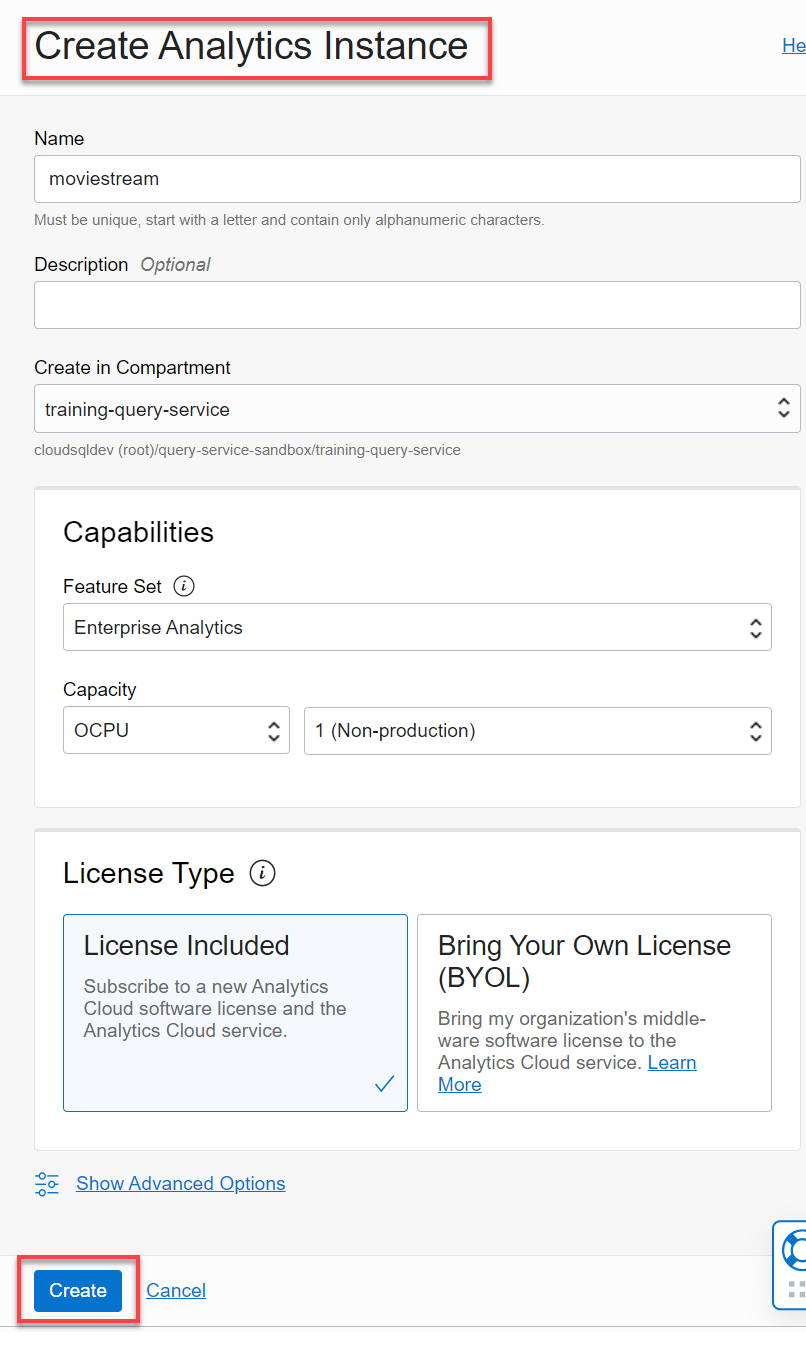 Create Analytics Instance
He
Name
moviestream
Must be unique, start with a letter and contain only alphanumeric characters.
Description Optional
Create in Compartment
training-query-service
cloudsqldev (root)/query-service-sandbox/training-query-service
Capabilities
Feature Set
Enterprise Analytics
Capacity
OCPU
1 (Non-production)
License Type
License Included
Subscribe to a new Analytics
Cloud software license and the
Analytics Cloud service.
Bring Your Own License
(BYOL)
Bring my organization's middle-
ware software license to the
Analytics Cloud service. Learn
More
Show Advanced Options
Create
Cancel